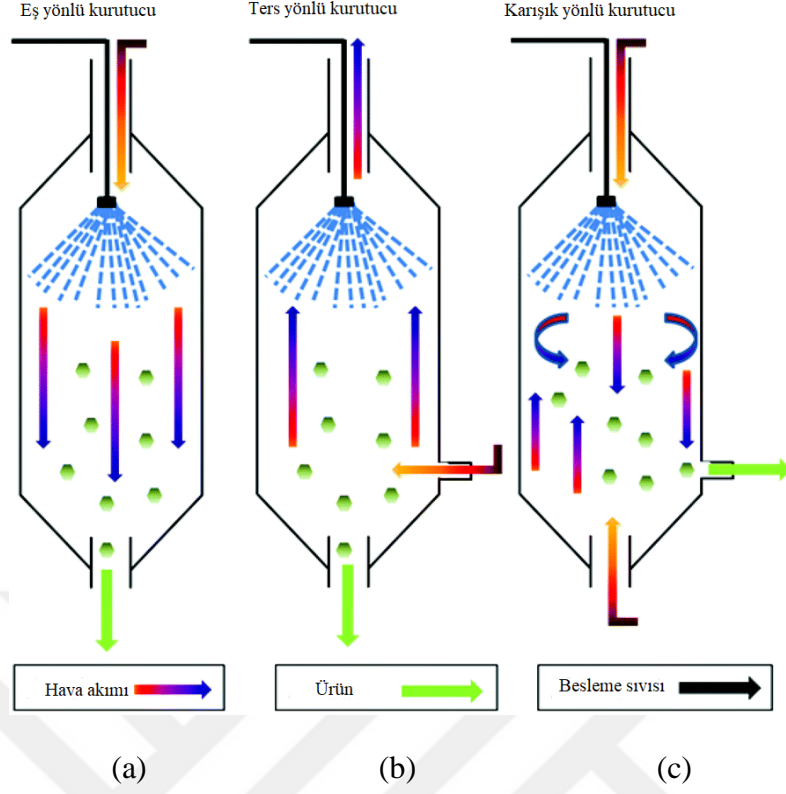 Eş yönlü kurutucu
Ters yönlü kurutucu
Karışık yönlü kurutucu
Hava akımı
Ürün
Besleme sıvısı
(a)
(b)
(c)